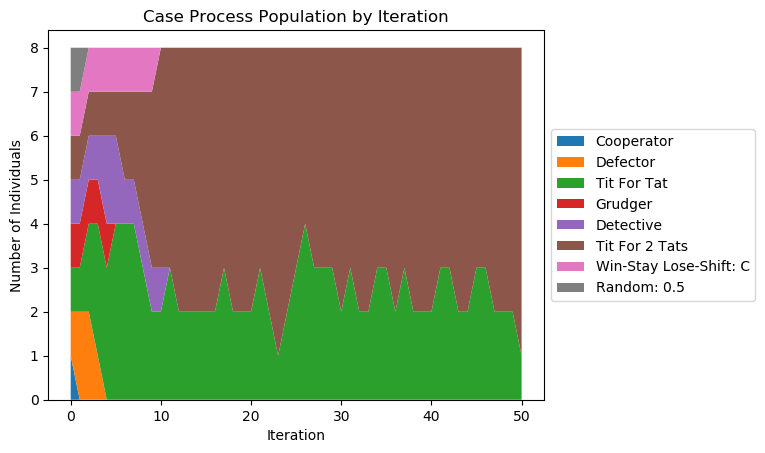 Case Process Population by Iteration
Number of Individuals
8
7
6
5
4
3
2
1
0
0 10 20 30 40 50
Iteration
Cooperator
Defector
Tit For Tat
Grudger
Detective
Tit For 2 Tats
Win-Stay Lose-Shift: C
Random: 0.5